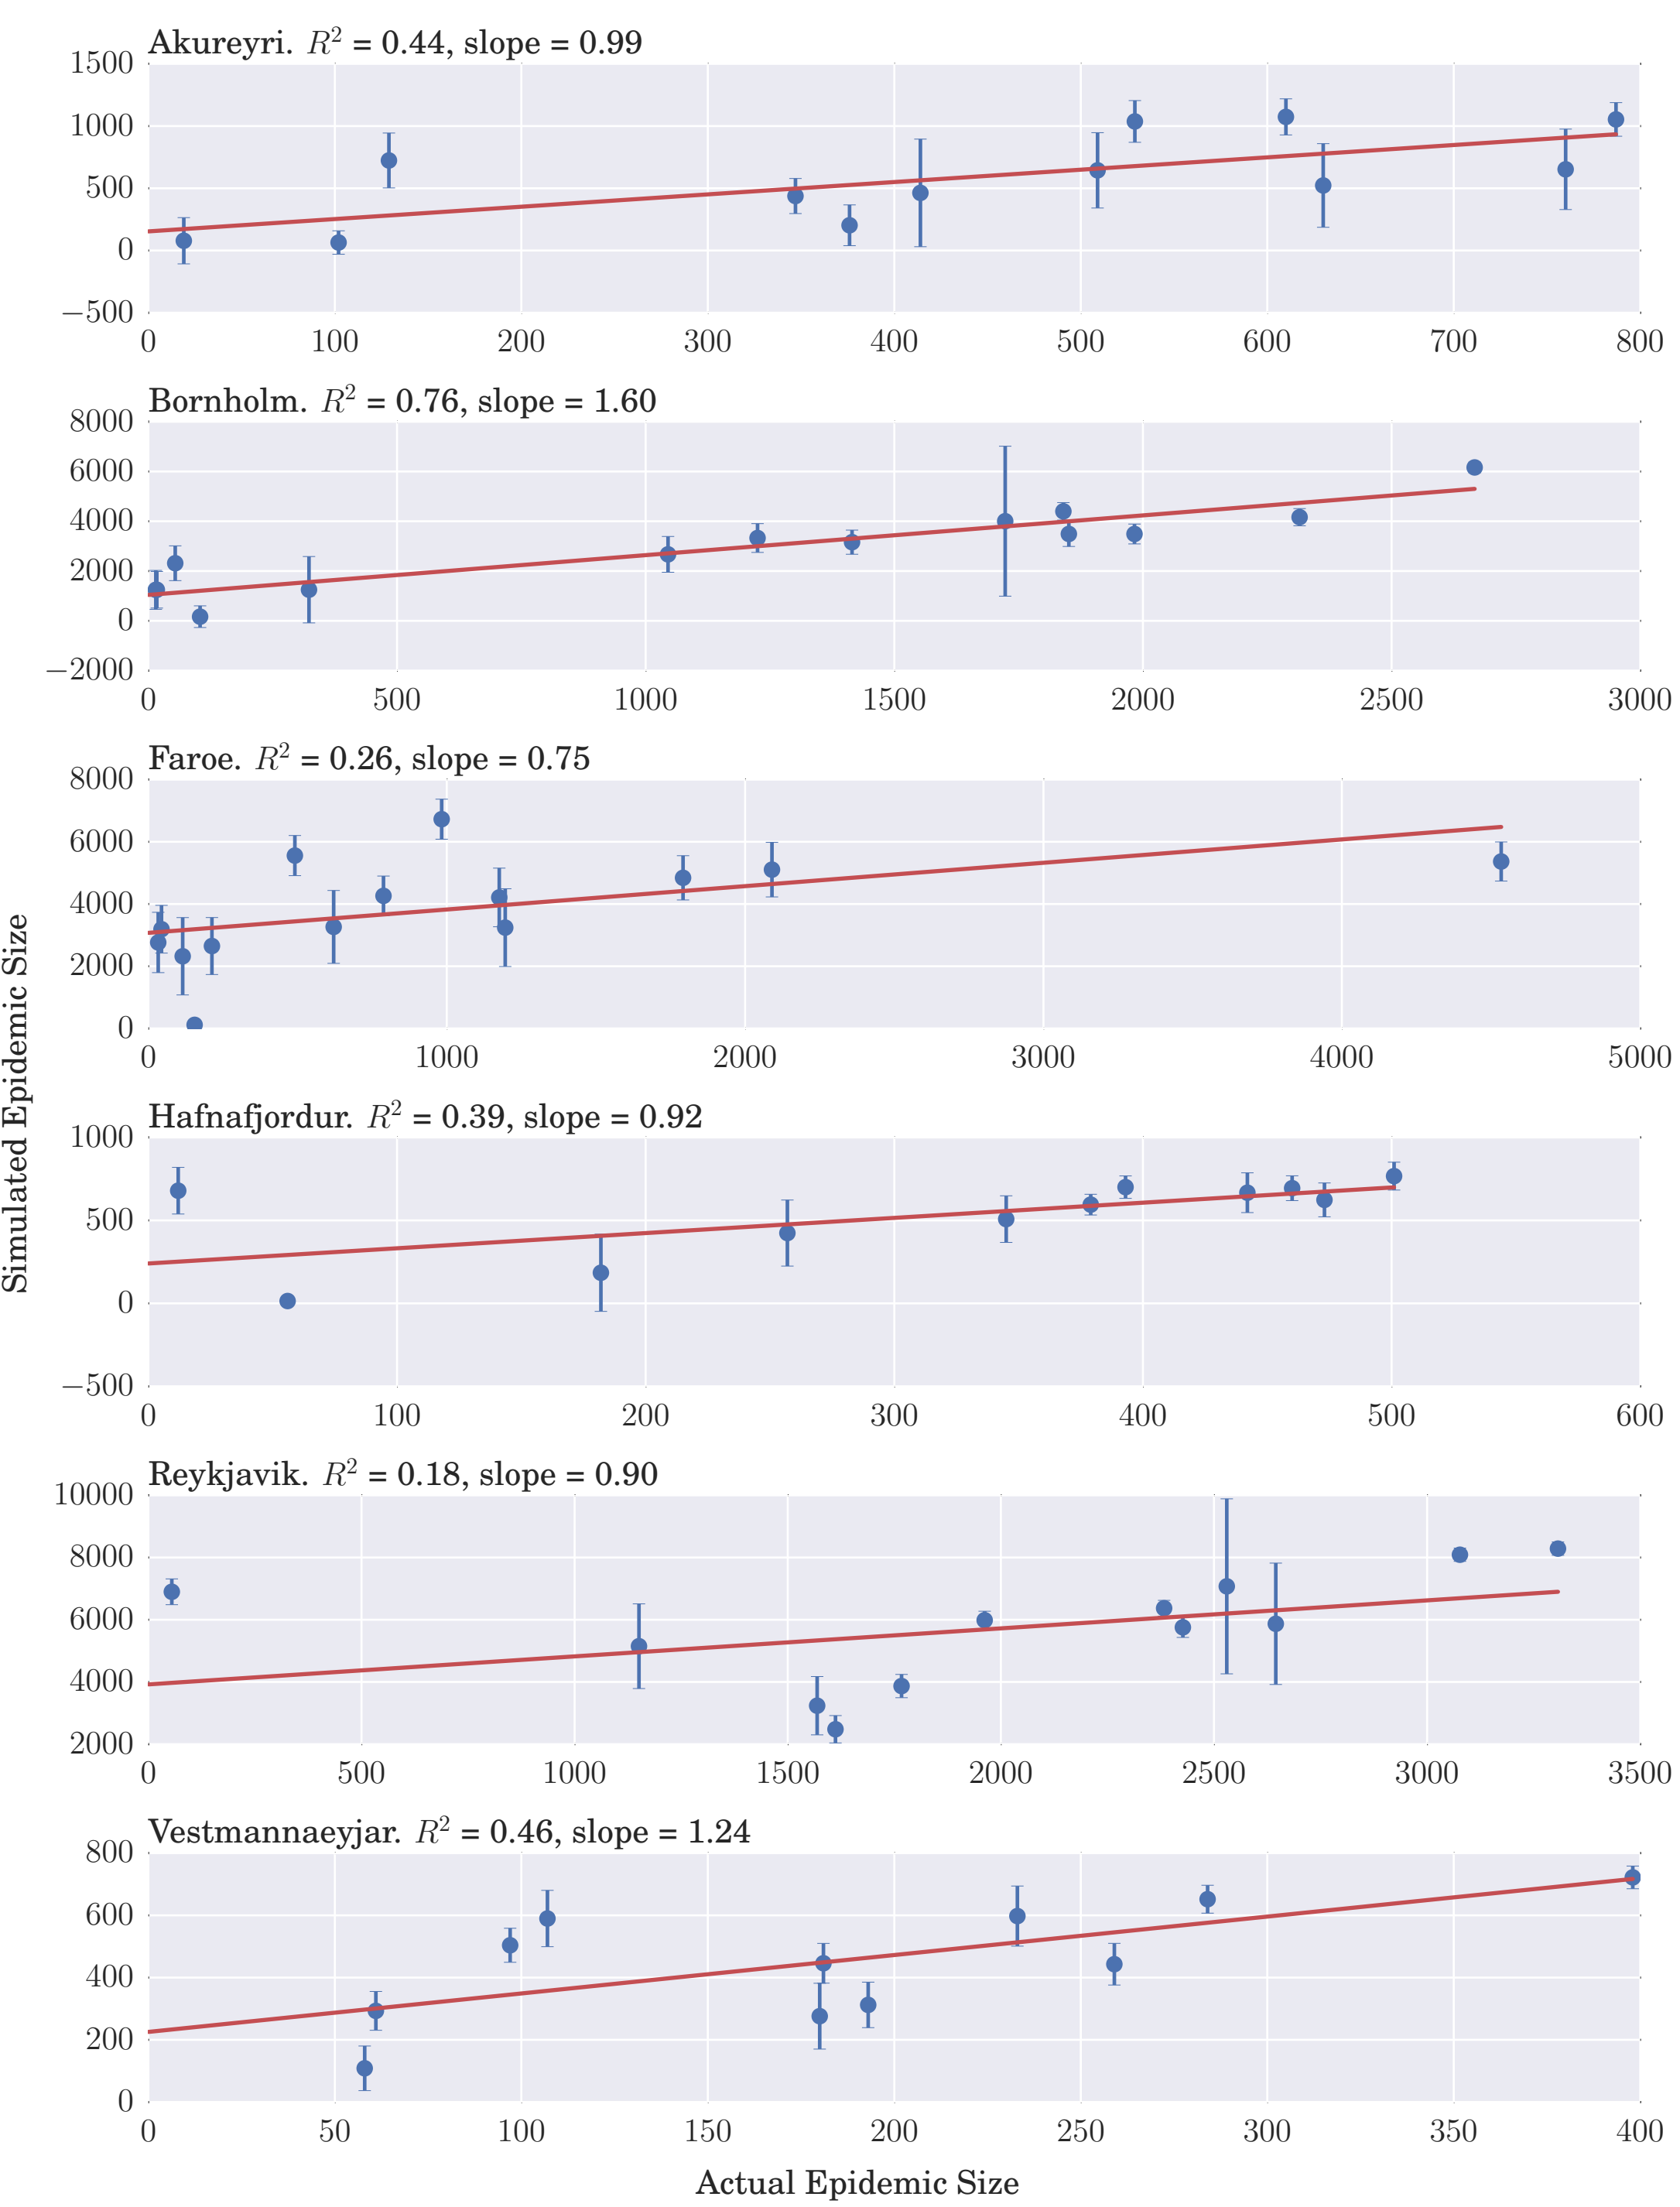 Akureyri. R² = 0.44, slope = 0.99
1500
1000
500
0
−500
0 100 200 300 400 500 600 700 800
Bornholm. R² = 0.76, slope = 1.60
8000
6000
4000
2000
0
−2000
0 500 1000 1500 2000 2500 3000
Faroe. R² = 0.26, slope = 0.75
8000
6000
4000
2000
0
0 1000 2000 3000 4000 5000
Simulated Epidemic Size
Hafnafjordur. R² = 0.39, slope = 0.92
1000
500
0
−500
0 100 200 300 400 500 600
Reykjavik. R² = 0.18, slope = 0.90
10000
8000
6000
4000
2000
0 500 1000 1500 2000 2500 3000 3500
Vestmannaeyjar. R² = 0.46, slope = 1.24
800
600
400
200
0
0 50 100 150 200 250 300 350 400
Actual Epidemic Size